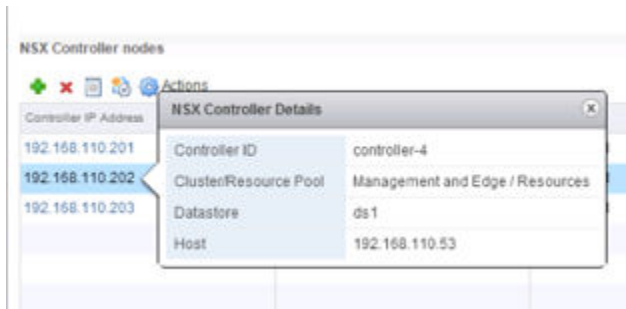 NSX Controller nodes
Actions
Controller IP Address
NSX Controller Details
192.168.110.201
Controller ID controller-4
192.168.110.202
Cluster/Resource Pool Management and Edge / Resources
192.168.110.203
Datastore ds1
Host 192.168.110.53